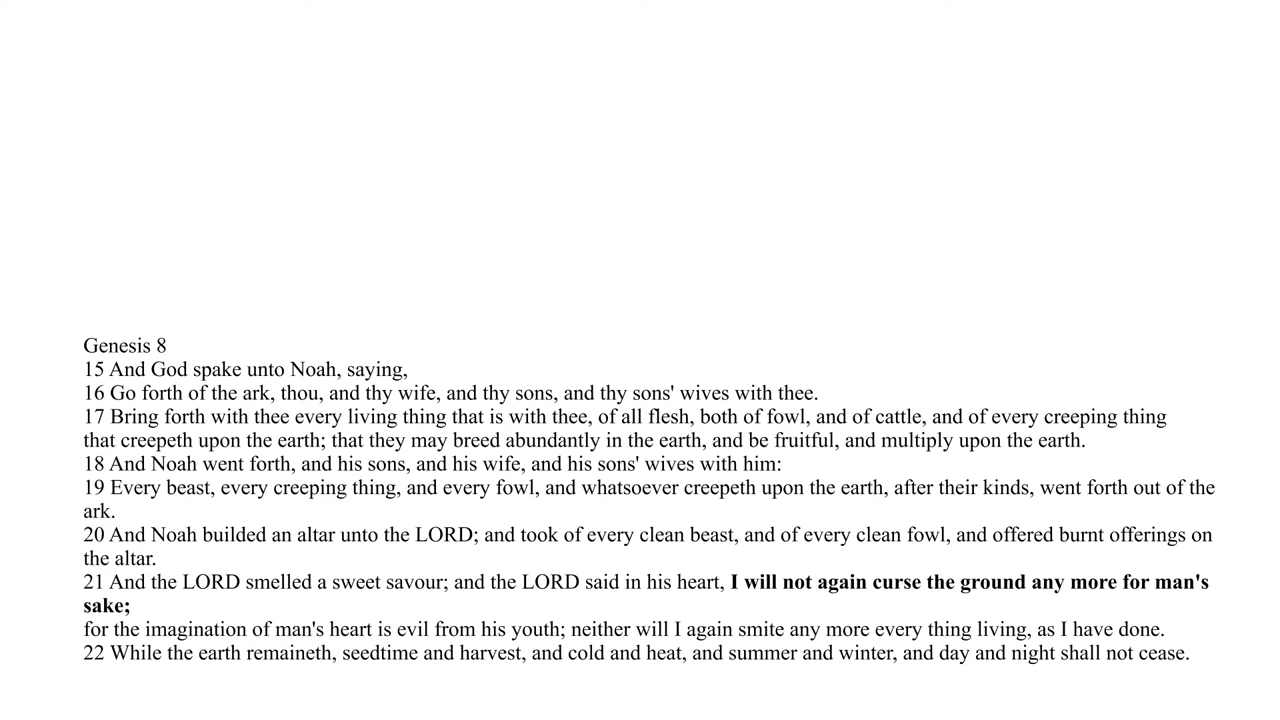 Genesis 8
15 And God spake unto Noah, saying,
16 Go forth of the ark, thou, and thy wife, and thy sons, and thy sons' wives with thee.
17 Bring forth with thee every living thing that is with thee, of all flesh, both of fowl, and of cattle, and of every creeping thing
that creepeth upon the earth; that they may breed abundantly in the earth, and be fruitful, and multiply upon the earth.
18 And Noah went forth, and his sons, and his wife, and his sons' wives with him:
19 Every beast, every creeping thing, and every fowl, and whatsoever creepeth upon the earth, after their kinds, went forth out of the
ark.
20 And Noah builded an altar unto the LORD; and took of every clean beast, and of every clean fowl, and offered burnt offerings on
the altar.
21 And the LORD smelled a sweet savour; and the LORD said in his heart, I will not again curse the ground any more for man's
sake;
for the imagination of man's heart is evil from his youth; neither will I again smite any more every thing living, as I have done.
22 While the earth remaineth, seedtime and harvest, and cold and heat, and summer and winter, and day and night shall not cease.